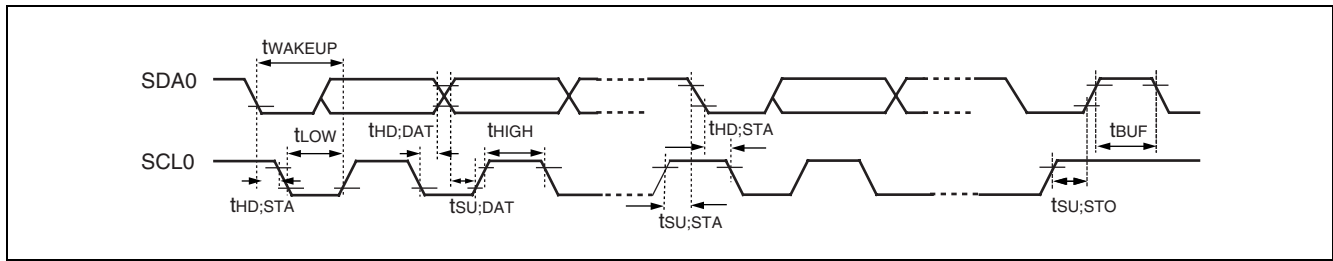 tWAKEUP
SDA0
tLOW
tHD;DAT
tHIGH
tHD;STA
tBUF
SCL0
tHD;STA
tSU;DAT
tSU;STA
tSU;STO